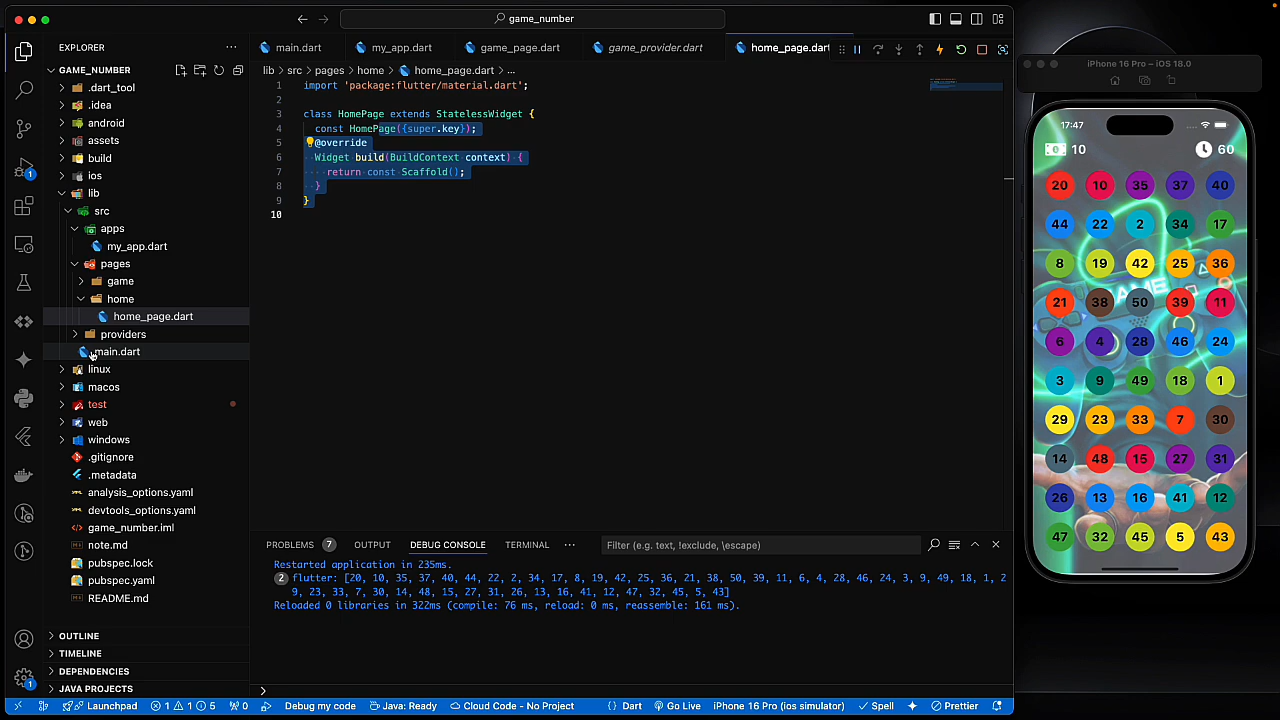 game_number
EXPLORER
GAME_NUMBER
.dart_tool
.idea
android
assets
build
ios
lib
src
apps
my_app.dart
pages
game
home
home_page.dart
providers
main.dart
linux
macos
test
web
windows
.gitignore
.metadata
analysis_options.yaml
devtools_options.yaml
game_number.iml
note.md
pubspec.lock
pubspec.yaml
README.md
OUTLINE
TIMELINE
DEPENDENCIES
JAVA PROJECTS
1
1
main.dart
my_app.dart
game_page.dart
game_provider.dart
home_page.dart
lib > src > pages > home > home_page.dart > ...
1 import 'package:flutter/material.dart';
2
3 class HomePage extends StatelessWidget {
4 const HomePage({super.key});
5 @override
6 Widget build(BuildContext context) {
7 return const Scaffold();
8 }
9 }
10
PROBLEMS 7 OUTPUT DEBUG CONSOLE TERMINAL ... Filter (e.g. text, !exclude, \escape)
Restarted application in 235ms.
2 flutter: [20, 10, 35, 37, 40, 44, 22, 2, 34, 17, 8, 19, 42, 25, 36, 21, 38, 50, 39, 11, 6, 4, 28, 46, 24, 3, 9, 49, 18, 1, 2
9, 23, 33, 7, 30, 14, 48, 15, 27, 31, 26, 13, 16, 41, 12, 47, 32, 45, 5, 43]
Reloaded 0 libraries in 322ms (compile: 76 ms, reload: 0 ms, reassemble: 161 ms).
Launchpad 1 1 5 0 Debug my code Java: Ready Cloud Code - No Project {} Dart Go Live iPhone 16 Pro (ios simulator) Spell Prettier
iPhone 16 Pro – iOS 18.0
17:47
10 60
20 10 35 37 40
44 22 2 34 17
8 19 42 25 36
GAME
21 38 50 39 11
6 4 28 46 24
3 9 49 18 1
29 23 33 7 30
14 48 15 27 31
26 13 16 41 12
47 32 45 5 43